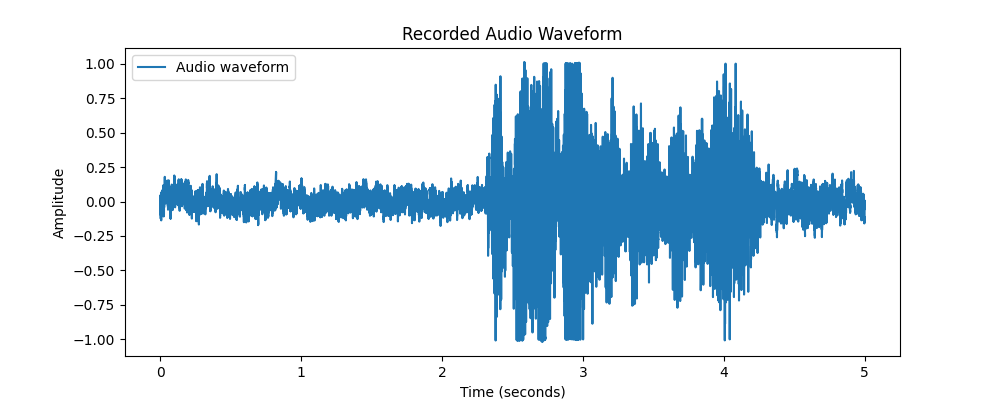 Recorded Audio Waveform
Audio waveform
1.00
0.75
0.50
0.25
0.00
−0.25
−0.50
−0.75
−1.00
Amplitude
0 1 2 3 4 5
Time (seconds)